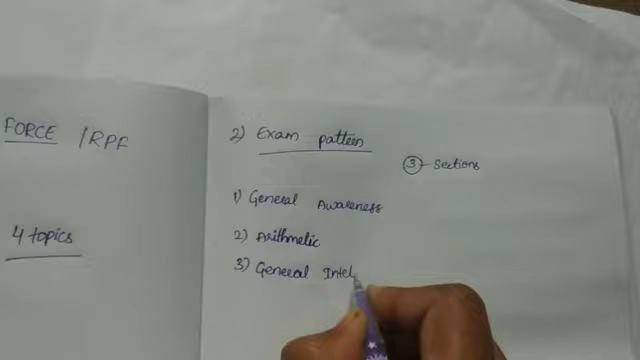 FORCE / RPF
4 topics
2) Exam pattern
③ - Sections
1) General Awareness
2) Arithmetic
3) General Intel